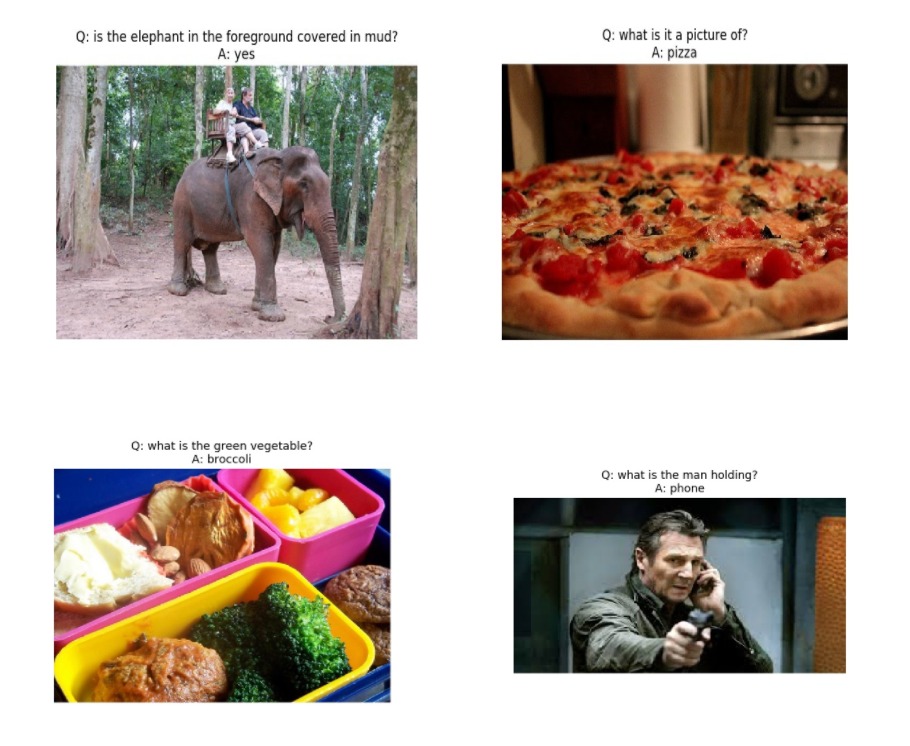 Q: is the elephant in the foreground covered in mud?
A: yes
Q: what is it a picture of?
A: pizza
Q: what is the green vegetable?
A: broccoli
Q: what is the man holding?
A: phone